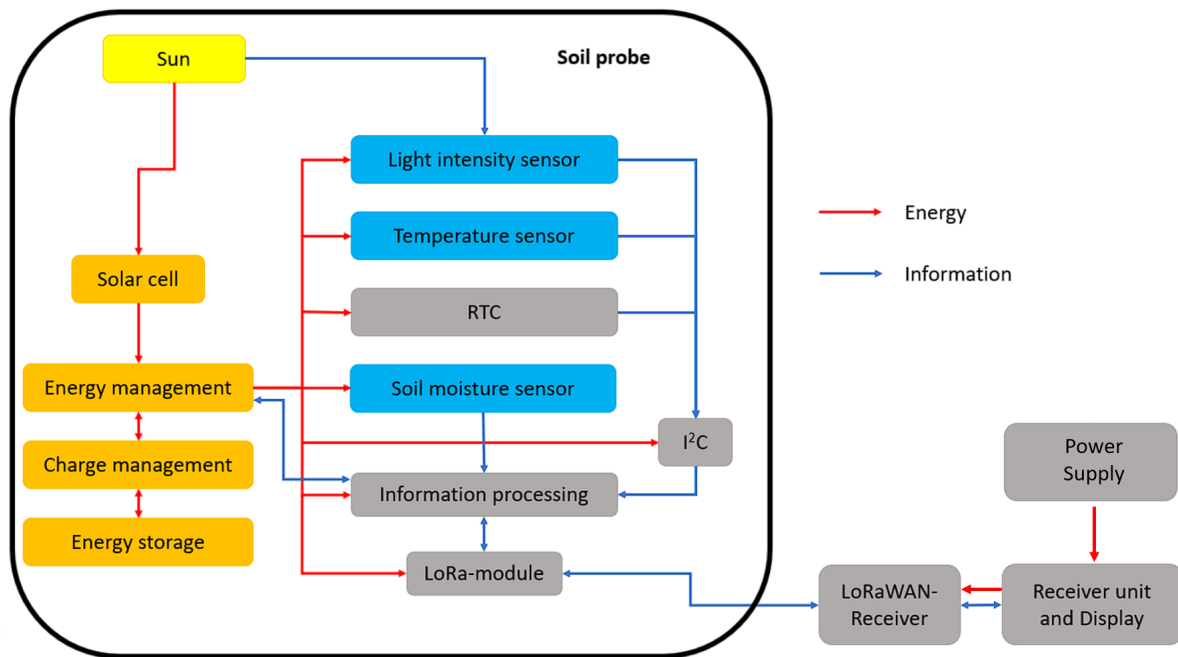 Sun
Soil probe
Light intensity sensor
Temperature sensor
Energy
Information
Solar cell
RTC
Energy management
Soil moisture sensor
I²C
Charge management
Information processing
Energy storage
LoRa-module
Power
Supply
LoRaWAN-
Receiver
Receiver unit
and Display